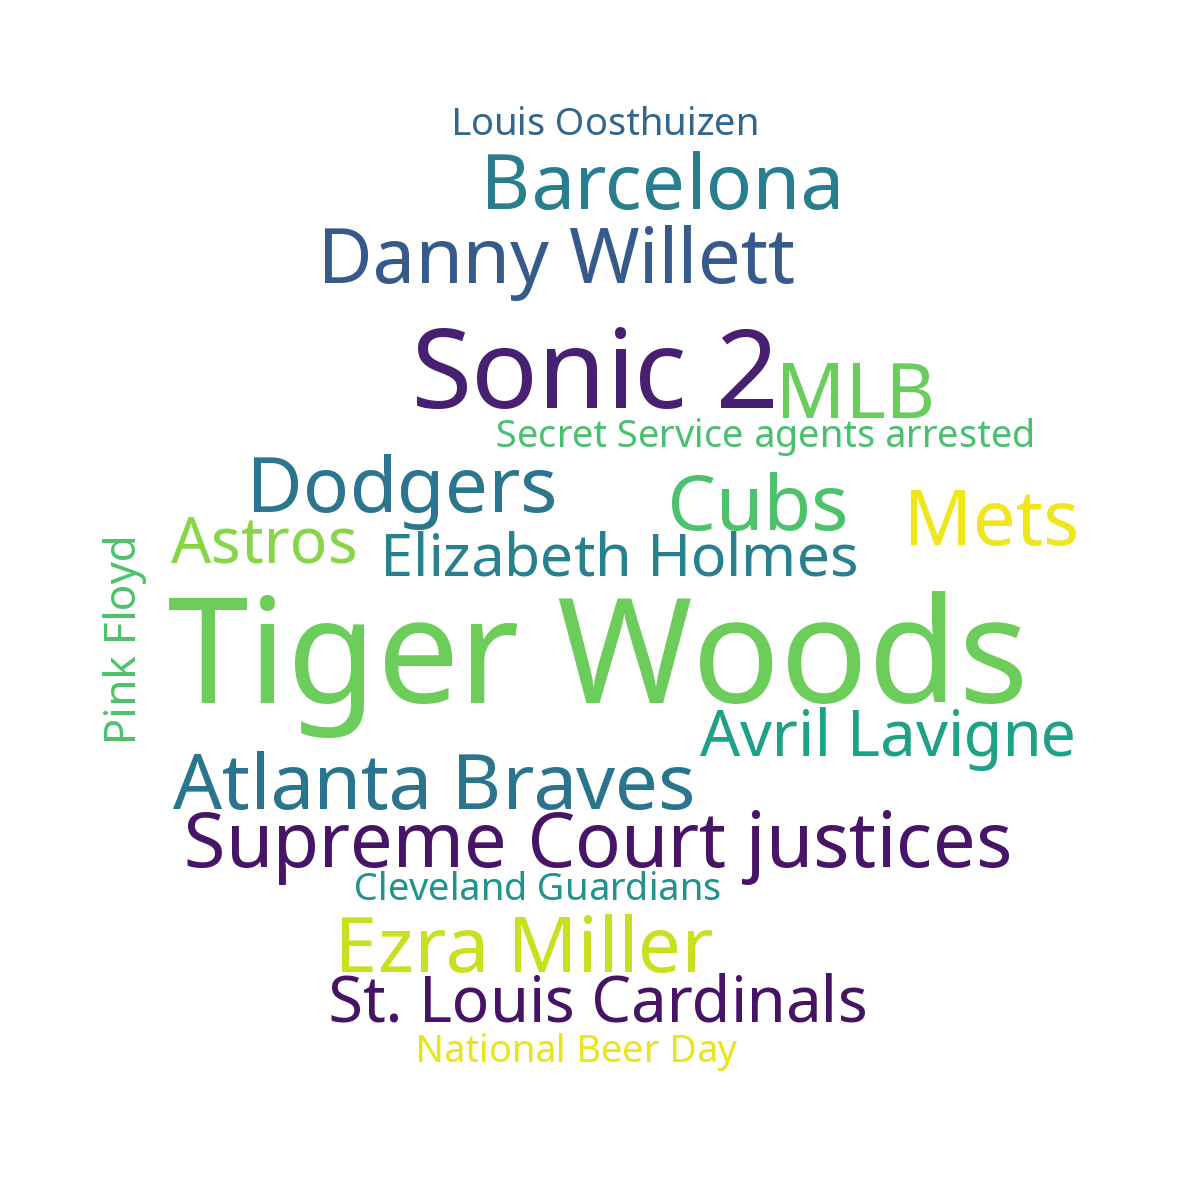 Louis Oosthuizen
Barcelona
Danny Willett
Sonic 2
MLB
Secret Service agents arrested
Dodgers
Cubs
Mets
Astros
Elizabeth Holmes
Pink Floyd
Tiger Woods
Avril Lavigne
Atlanta Braves
Supreme Court justices
Cleveland Guardians
Ezra Miller
St. Louis Cardinals
National Beer Day